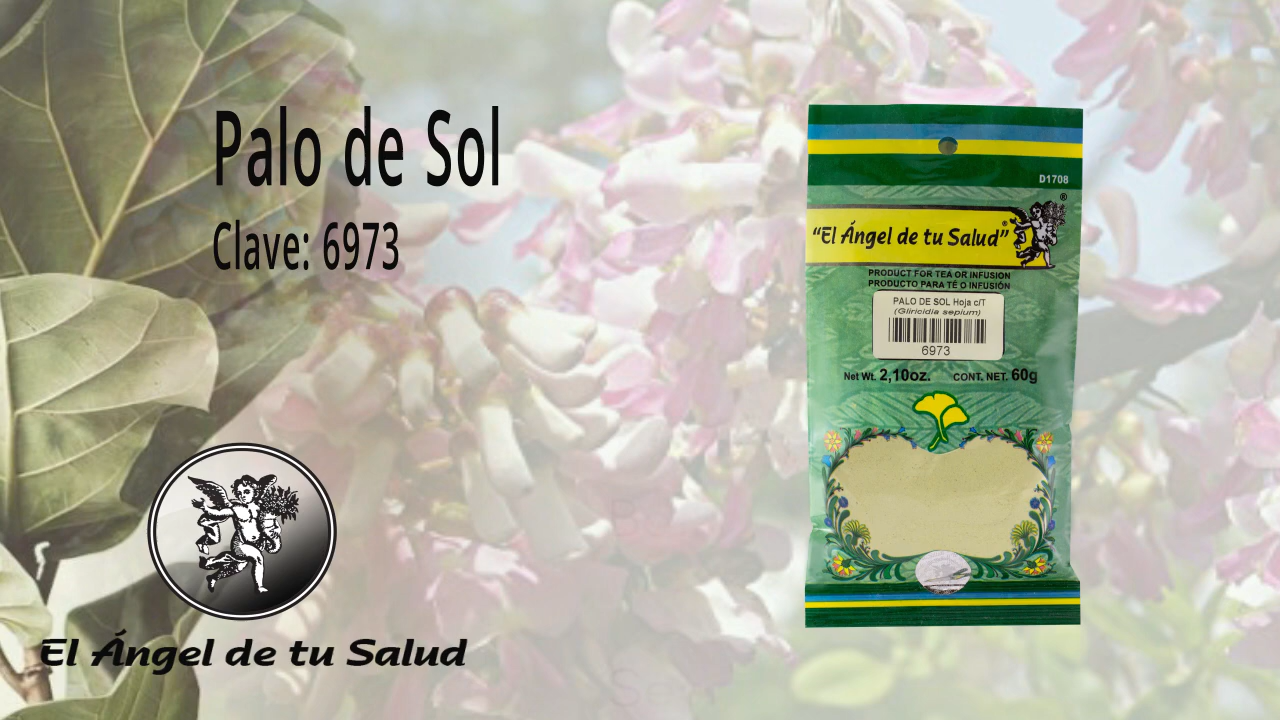 Palo de Sol
Clave: 6973
El Ángel de tu Salud
D1708
®
“El Ángel de tu Salud”®
PRODUCT FOR TEA OR INFUSION
PRODUCTO PARA TÉ O INFUSIÓN
PALO DE SOL Hoja c/T
(Gliricidia sepium)
6973
Net Wt. 2,10oz. CONT. NET. 60g